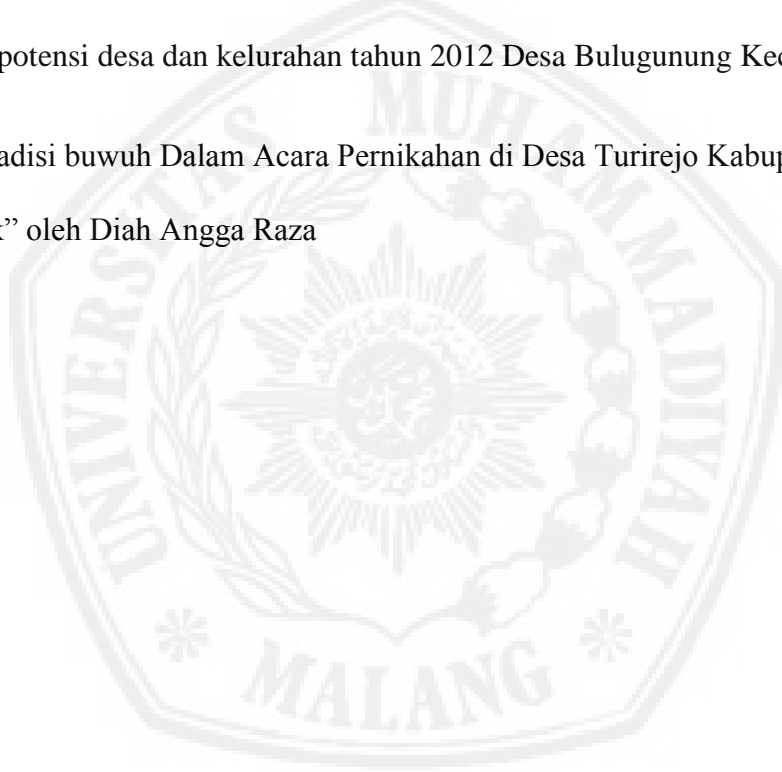 potensi desa dan kelurahan tahun 2012 Desa Bulugunung Kec
adisi buwuh Dalam Acara Pernikahan di Desa Turirejo Kabup
” oleh Diah Angga Raza
UNIVERSITAS MUHAMMADIYAH
MALANG